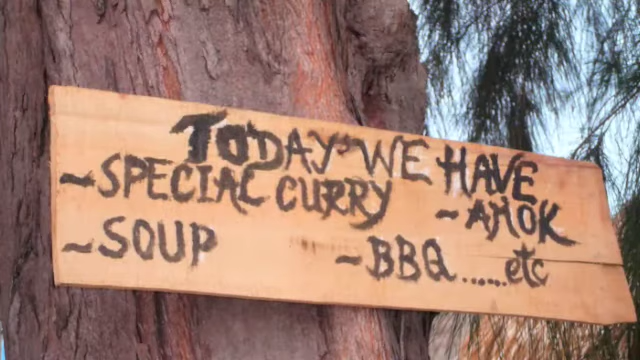 TODAY'S WE HAVE
~SPECIAL CURRY ~AMOK
~SOUP ~BBQ......etc